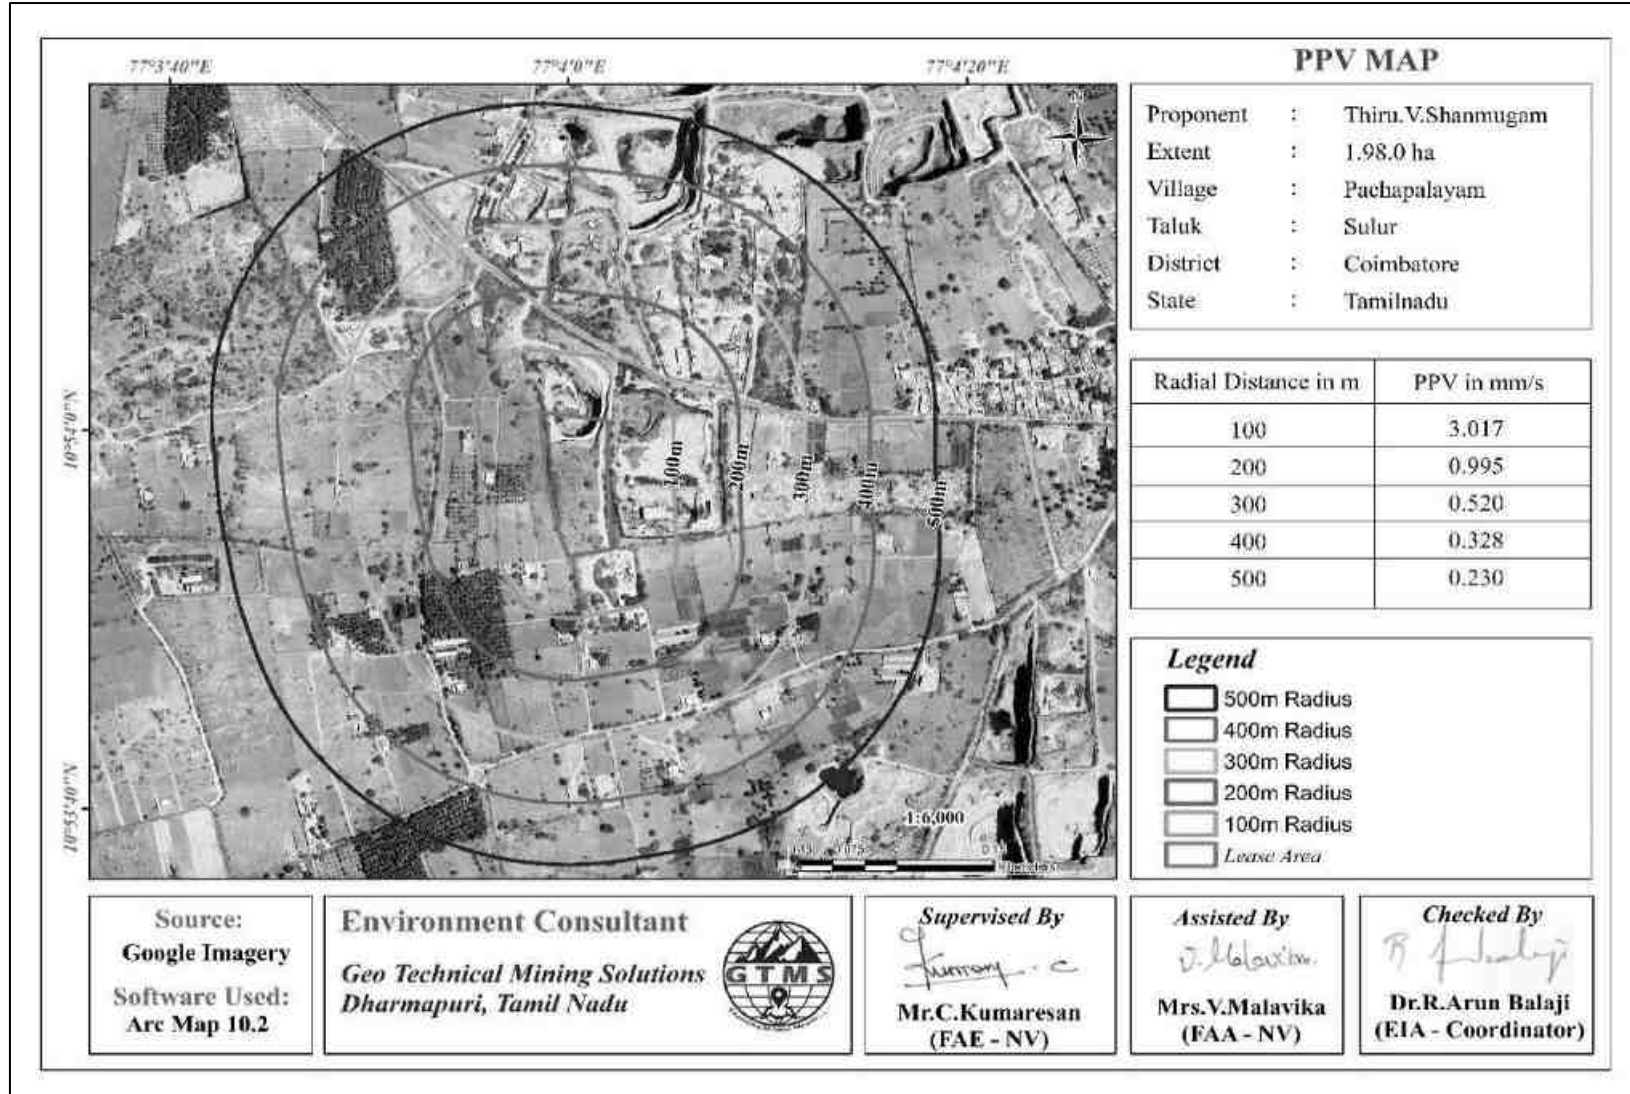 PPV MAP
77°3'40"E
77°4'0"E
77°4'20"E
Proponent : Thiru.V.Shanmugam
Extent : 1.98.0 ha
Village : Pachapalayam
Taluk : Sulur
District : Coimbatore
State : Tamilnadu
10°54'0"N
10°53'40"N
100m
200m
300m
400m
500m
1:6,000
Radial Distance in m PPV in mm/s
100 3.017
200 0.995
300 0.520
400 0.328
500 0.230
Legend
500m Radius
400m Radius
300m Radius
200m Radius
100m Radius
Lease Area
Source:
Google Imagery
Software Used:
Arc Map 10.2
Environment Consultant
Geo Technical Mining Solutions
Dharmapuri, Tamil Nadu
GTMS
Supervised By
Mr.C.Kumaresan
(FAE - NV)
Assisted By
V. Malavika.
Mrs.V.Malavika
(FAA - NV)
Checked By
Dr.R.Arun Balaji
(EIA - Coordinator)